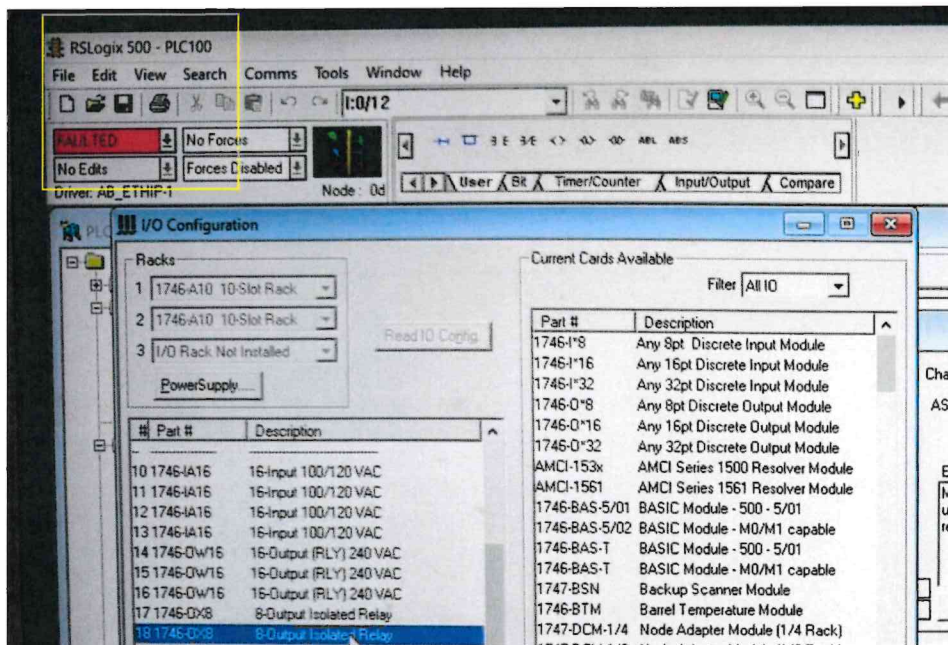 RSLogix 500 - PLC100
File Edit View Search Comms Tools Window Help
I:0/12
FAULTED No Forces
No Edits Forces Disabled
Driver: AB_ETHIP-1 Node : 0d
ABL ABS
User Bit Timer/Counter Input/Output Compare
PLC
I/O Configuration
Racks
1 1746-A10 10-Slot Rack
2 1746-A10 10-Slot Rack
3 I/O Rack Not Installed
Read IO Config.
PowerSupply...
# Part # Description
10 1746-IA16 16-Input 100/120 VAC
11 1746-IA16 16-Input 100/120 VAC
12 1746-IA16 16-Input 100/120 VAC
13 1746-IA16 16-Input 100/120 VAC
14 1746-OW16 16-Output (RLY) 240 VAC
15 1746-OW16 16-Output (RLY) 240 VAC
16 1746-OW16 16-Output (RLY) 240 VAC
17 1746-OX8 8-Output Isolated Relay
18 1746-OX8 8-Output Isolated Relay
Current Cards Available
Filter All IO
Part # Description
1746-I*8 Any 8pt Discrete Input Module
1746-I*16 Any 16pt Discrete Input Module
1746-I*32 Any 32pt Discrete Input Module
1746-O*8 Any 8pt Discrete Output Module
1746-O*16 Any 16pt Discrete Output Module
1746-O*32 Any 32pt Discrete Output Module
AMCI-153x AMCI Series 1500 Resolver Module
AMCI-1561 AMCI Series 1561 Resolver Module
1746-BAS-5/01 BASIC Module - 500 - 5/01
1746-BAS-5/02 BASIC Module - M0/M1 capable
1746-BAS-T BASIC Module - 500 - 5/01
1746-BAS-T BASIC Module - M0/M1 capable
1747-BSN Backup Scanner Module
1746-BTM Barrel Temperature Module
1747-DCM-1/4 Node Adapter Module (1/4 Rack)
Cha
AS